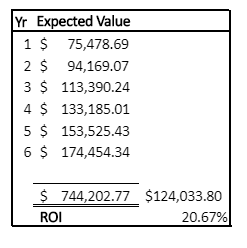 Yr Expected Value
1 $ 75,478.69
2 $ 94,169.07
3 $ 113,390.24
4 $ 133,185.01
5 $ 153,525.43
6 $ 174,454.34
$ 744,202.77 $124,033.80
ROI 20.67%